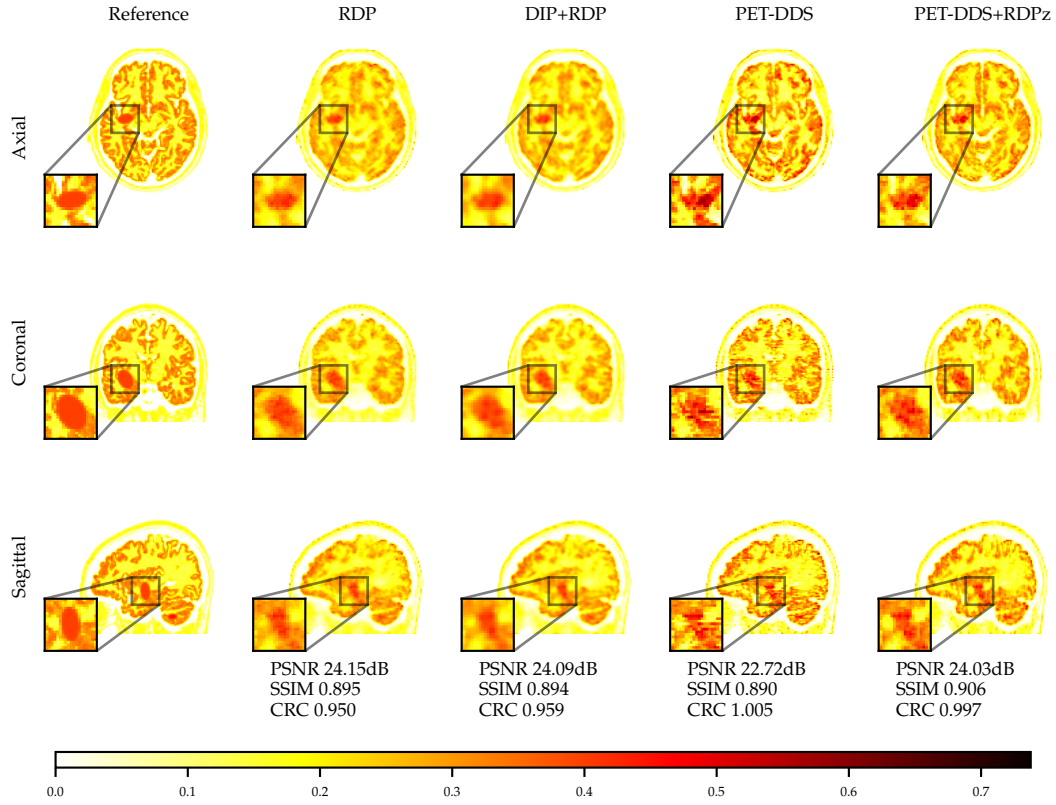 Reference RDP DIP+RDP PET-DDS PET-DDS+RDPz
Axial
Coronal
Sagittal
PSNR 24.15dB
SSIM 0.895
CRC 0.950
PSNR 24.09dB
SSIM 0.894
CRC 0.959
PSNR 22.72dB
SSIM 0.890
CRC 1.005
PSNR 24.03dB
SSIM 0.906
CRC 0.997
0.0 0.1 0.2 0.3 0.4 0.5 0.6 0.7